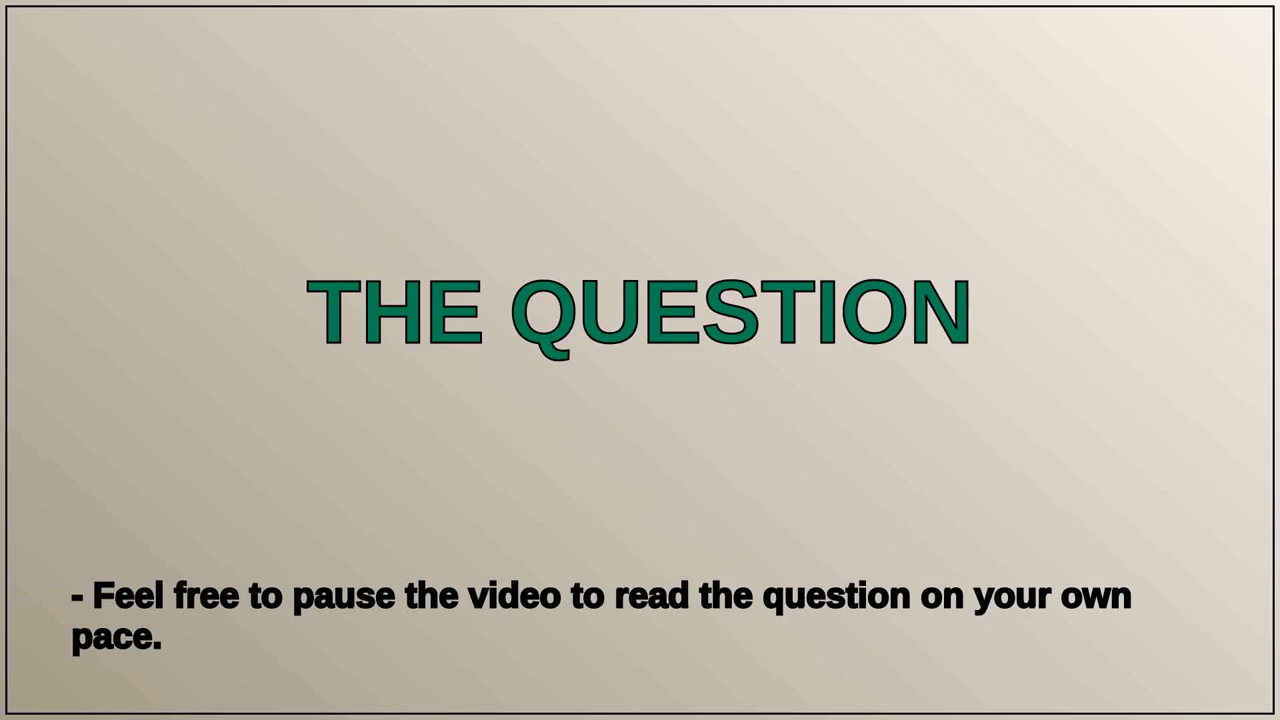 THE QUESTION
- Feel free to pause the video to read the question on your own
pace.